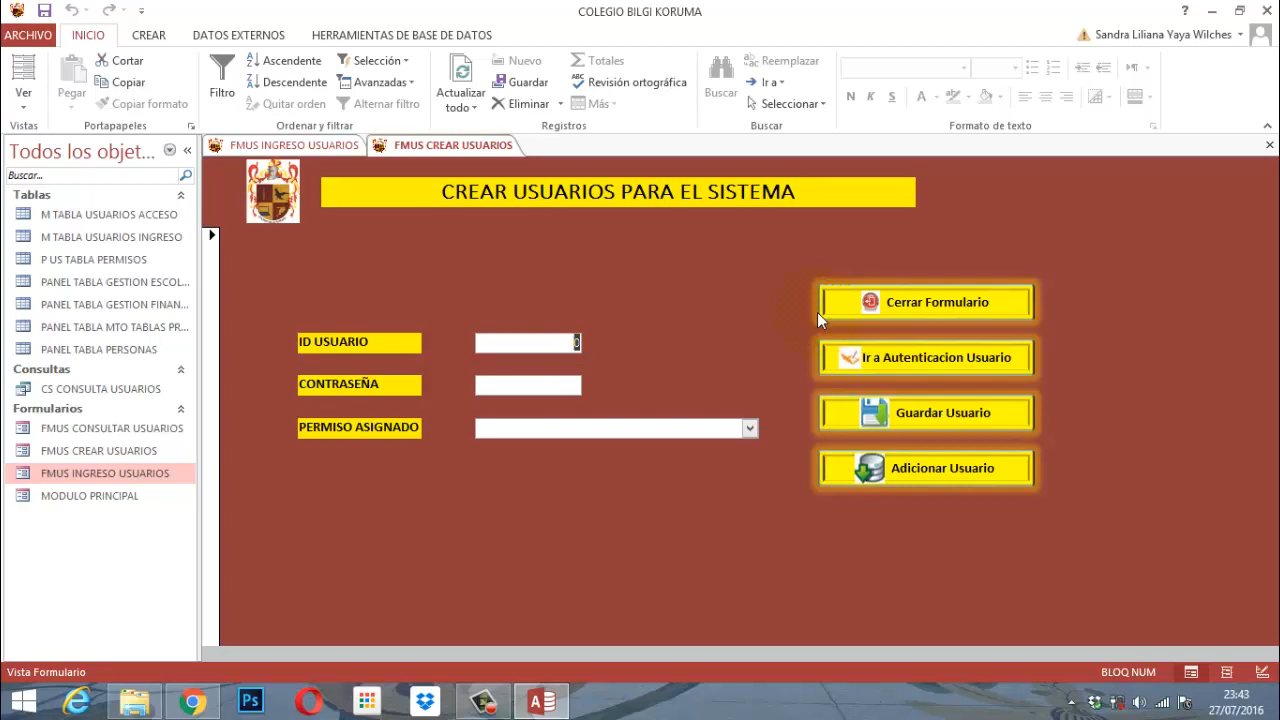 COLEGIO BILGI KORUMA
?
ARCHIVO INICIO CREAR DATOS EXTERNOS HERRAMIENTAS DE BASE DE DATOS Sandra Liliana Yaya Wilches
Ver
Vistas
Pegar
Cortar
Copiar
Copiar formato
Portapapeles
Filtro
Ascendente
Descendente
Quitar orden
Selección
Avanzadas
Alternar filtro
Ordenar y filtrar
Actualizar
todo
Nuevo
Guardar
Eliminar
Totales
Revisión ortográfica
Más
Registros
Buscar
Reemplazar
Ir a
Seleccionar
Buscar
N K S A
Formato de texto
Todos los objet...
Buscar...
Tablas
M TABLA USUARIOS ACCESO
M TABLA USUARIOS INGRESO
P US TABLA PERMISOS
PANEL TABLA GESTION ESCOL...
PANEL TABLA GESTION FINAN...
PANEL TABLA MTO TABLAS PR...
PANEL TABLA PERSONAS
Consultas
CS CONSULTA USUARIOS
Formularios
FMUS CONSULTAR USUARIOS
FMUS CREAR USUARIOS
FMUS INGRESO USUARIOS
MODULO PRINCIPAL
FMUS INGRESO USUARIOS FMUS CREAR USUARIOS
CREAR USUARIOS PARA EL SISTEMA
ID USUARIO 0
CONTRASEÑA
PERMISO ASIGNADO
Cerrar Formulario
Ir a Autenticacion Usuario
Guardar Usuario
Adicionar Usuario
Vista Formulario BLOQ NUM
Ps
23:43
27/07/2016